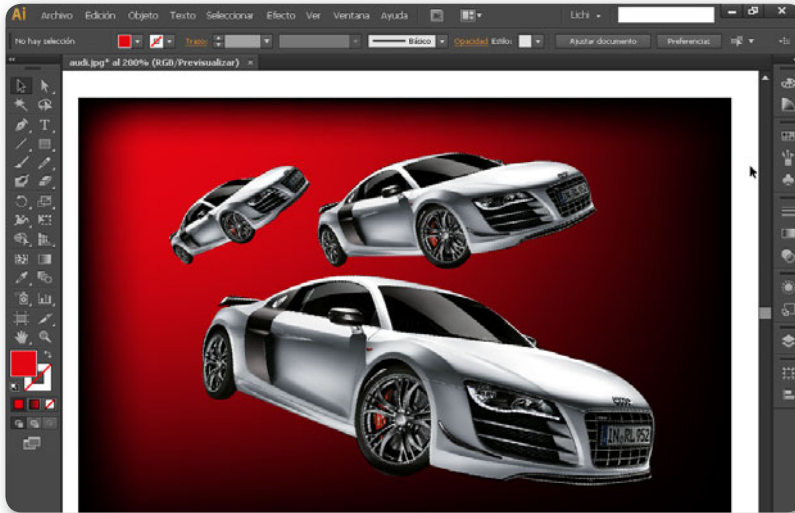 Ai Archivo Edición Objeto Texto Seleccionar Efecto Ver Ventana Ayuda Lichi
No hay selección Trazo: Básico Opacidad Estilo: Ajustar documento Preferencias
audi.jpg* al 200% (RGB/Previsualizar) ×
IN RL 952